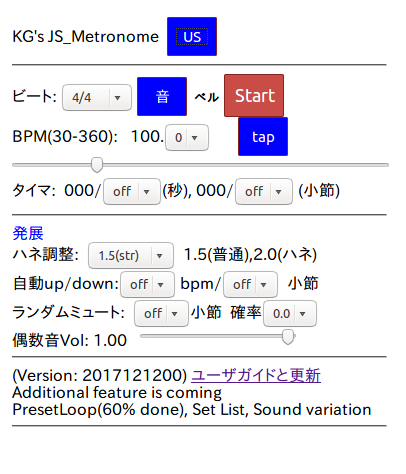 KG's JS_Metronome US
ビート: 4/4 音 ベル Start
BPM(30-360): 100. 0 tap
タイマ: 000/ off (秒), 000/ off (小節)
発展
ハネ調整: 1.5(str) 1.5(普通),2.0(ハネ)
自動up/down: off bpm/ off 小節
ランダムミュート: off 小節 確率 0.0
偶数音Vol: 1.00
(Version: 2017121200) ユーザガイドと更新
Additional feature is coming
PresetLoop(60% done), Set List, Sound variation